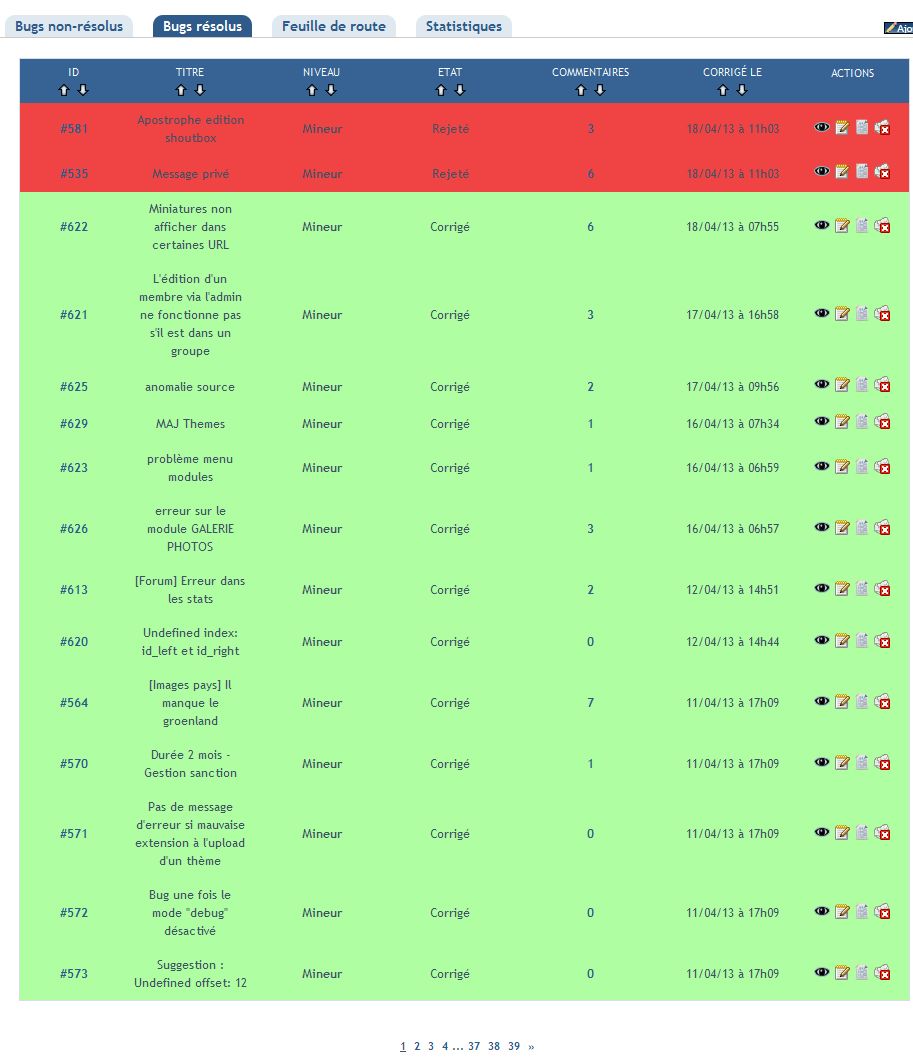 Bugs non-résolus Bugs résolus Feuille de route Statistiques
Ajo
ID TITRE NIVEAU ETAT COMMENTAIRES CORRIGÉ LE ACTIONS
#581 Apostrophe edition shoutbox Mineur Rejeté 3 18/04/13 à 11h03
#535 Message privé Mineur Rejeté 6 18/04/13 à 11h03
#622 Miniatures non afficher dans certaines URL Mineur Corrigé 6 18/04/13 à 07h55
#621 L'édition d'un membre via l'admin ne fonctionne pas s'il est dans un groupe Mineur Corrigé 3 17/04/13 à 16h58
#625 anomalie source Mineur Corrigé 2 17/04/13 à 09h56
#629 MAJ Themes Mineur Corrigé 1 16/04/13 à 07h34
#623 problème menu modules Mineur Corrigé 1 16/04/13 à 06h59
#626 erreur sur le module GALERIE PHOTOS Mineur Corrigé 3 16/04/13 à 06h57
#613 [Forum] Erreur dans les stats Mineur Corrigé 2 12/04/13 à 14h51
#620 Undefined index: id_left et id_right Mineur Corrigé 0 12/04/13 à 14h44
#564 [Images pays] Il manque le groenland Mineur Corrigé 7 11/04/13 à 17h09
#570 Durée 2 mois - Gestion sanction Mineur Corrigé 1 11/04/13 à 17h09
#571 Pas de message d'erreur si mauvaise extension à l'upload d'un thème Mineur Corrigé 0 11/04/13 à 17h09
#572 Bug une fois le mode "debug" désactivé Mineur Corrigé 0 11/04/13 à 17h09
#573 Suggestion : Undefined offset: 12 Mineur Corrigé 0 11/04/13 à 17h09
1 2 3 4 ... 37 38 39 »